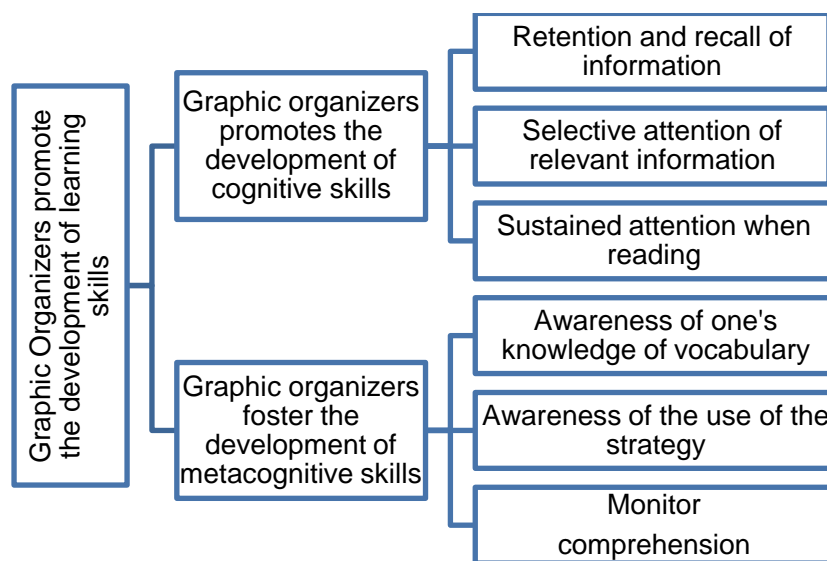 Graphic Organizers promote
the development of learning
skills
Graphic organizers
promotes the
development of
cognitive skills
Retention and recall of
information
Selective attention of
relevant information
Sustained attention when
reading
Graphic organizers
foster the
development of
metacognitive skills
Awareness of one's
knowledge of vocabulary
Awareness of the use of the
strategy
Monitor
comprehension